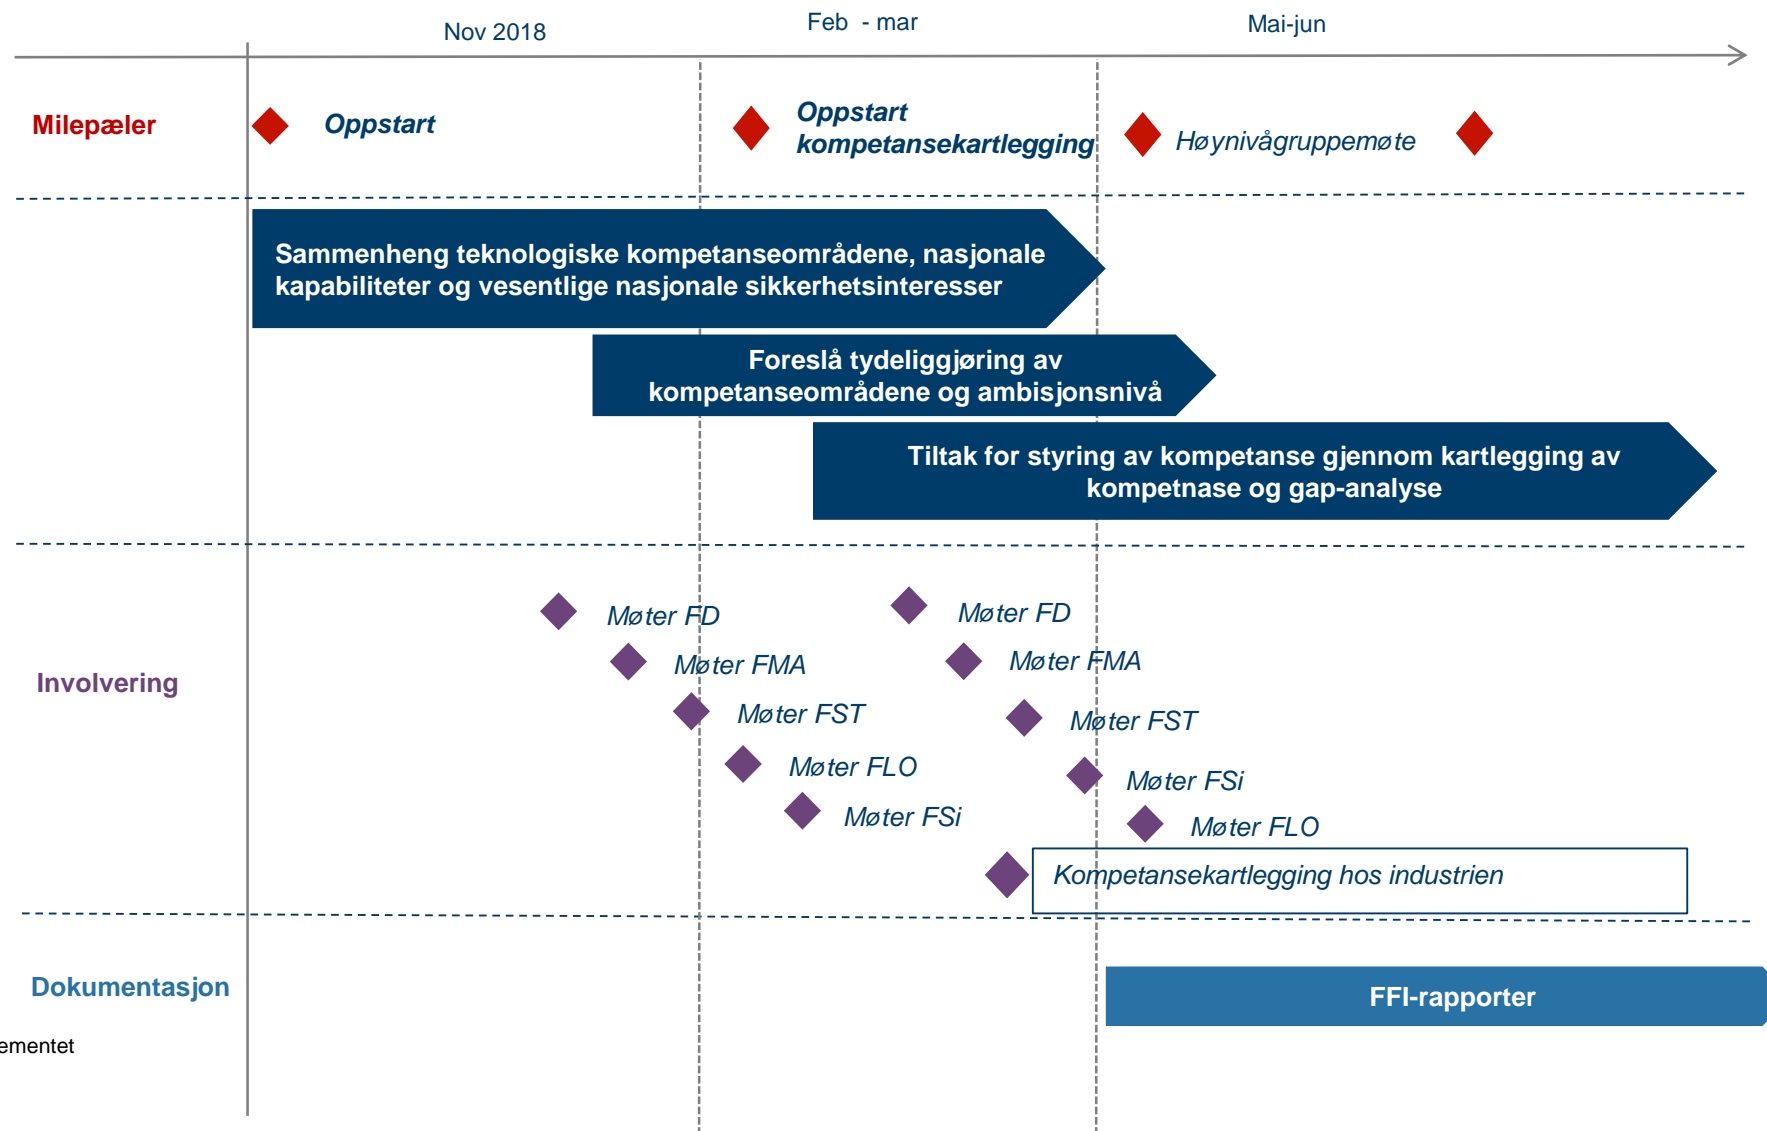 Nov 2018
Feb - mar
Mai-jun
Milepæler
Oppstart
Oppstart
kompetansekartlegging
Høynivågruppemøte
Sammenheng teknologiske kompetanseområdene, nasjonale
kapabiliteter og vesentlige nasjonale sikkerhetsinteresser
Foreslå tydeliggjøring av
kompetanseområdene og ambisjonsnivå
Tiltak for styring av kompetanse gjennom kartlegging av
kompetnase og gap-analyse
Involvering
Møter FD
Møter FMA
Møter FST
Møter FLO
Møter FSi
Møter FD
Møter FMA
Møter FST
Møter FSi
Møter FLO
Kompetansekartlegging hos industrien
Dokumentasjon
FFI-rapporter
ementet